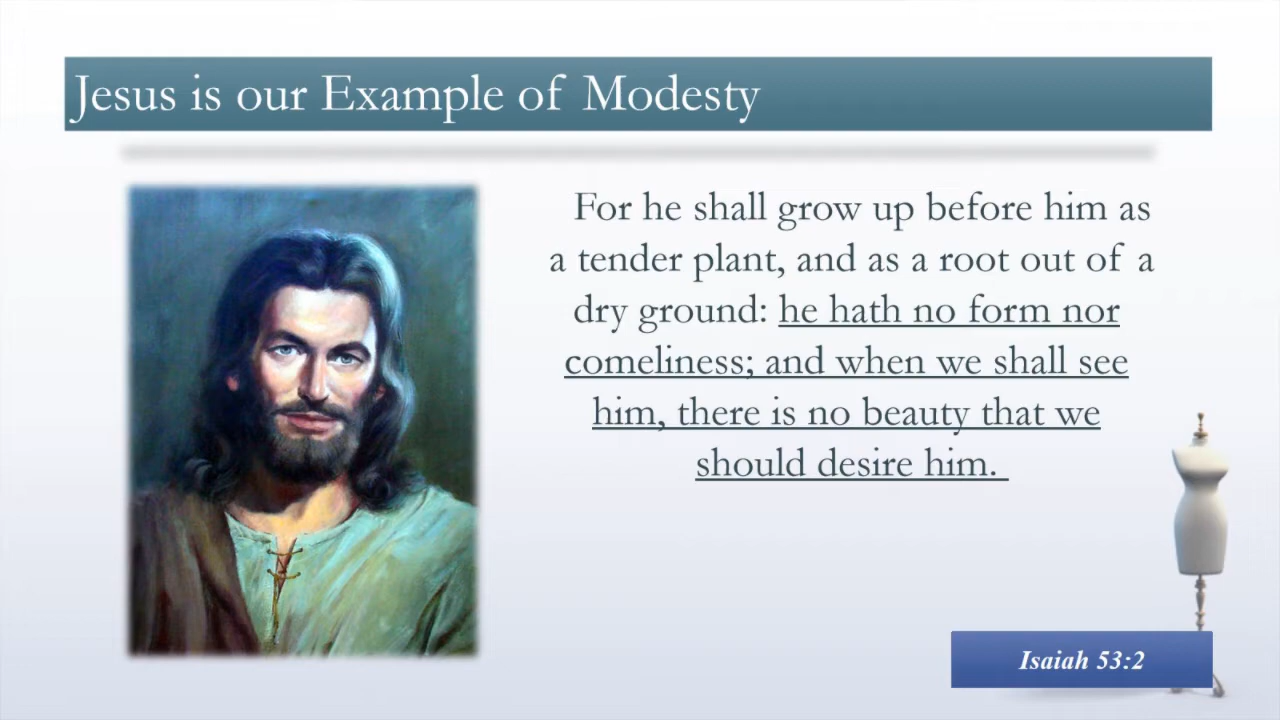 Jesus is our Example of Modesty
For he shall grow up before him as
a tender plant, and as a root out of a
dry ground: he hath no form nor
comeliness; and when we shall see
him, there is no beauty that we
should desire him.
Isaiah 53:2